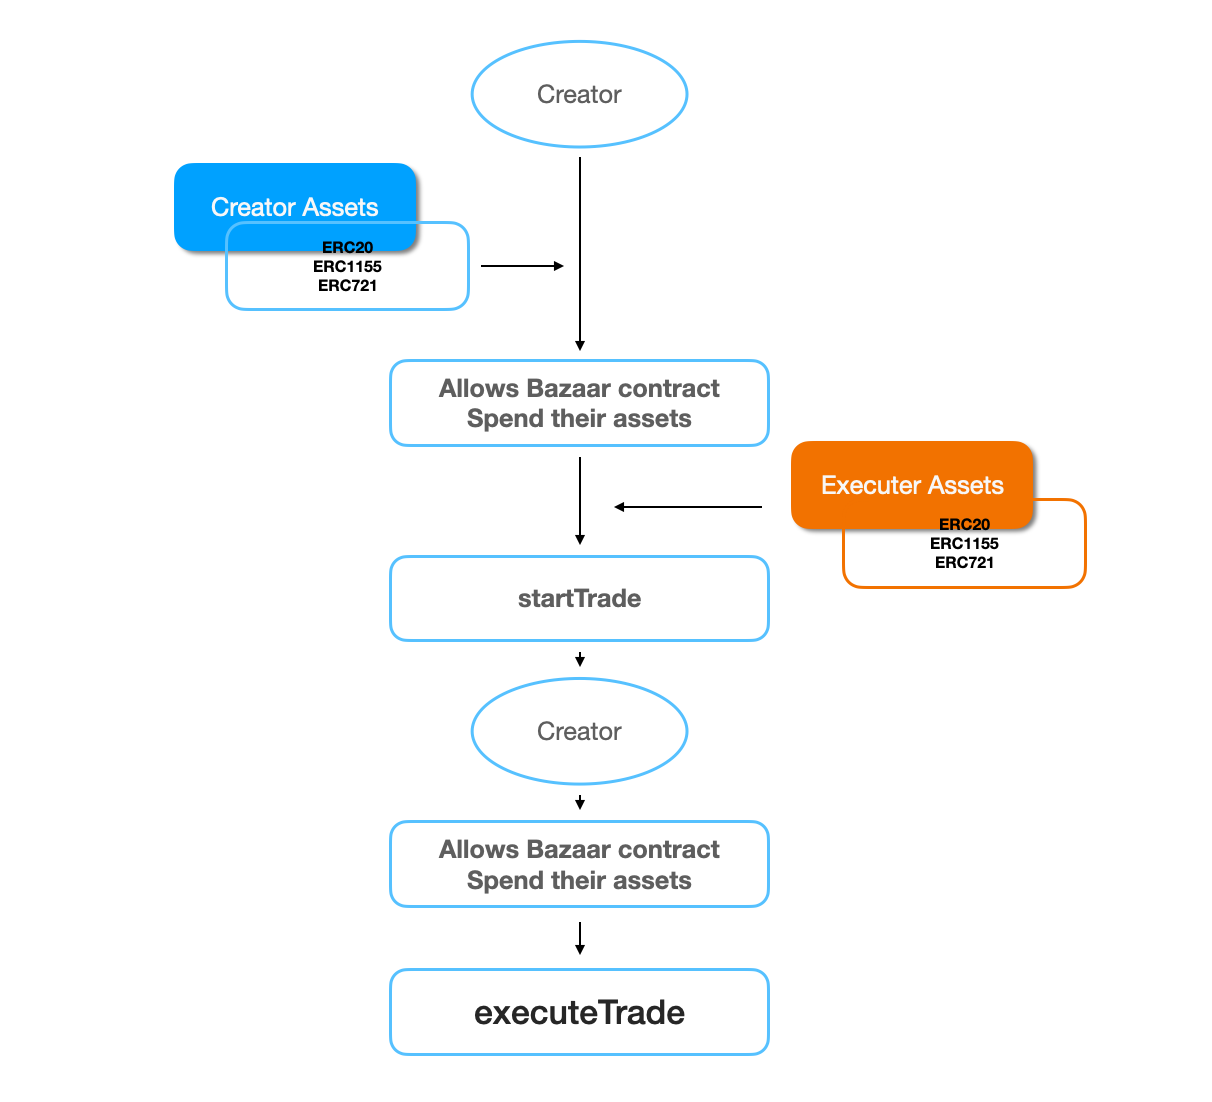 Creator
Creator Assets
ERC20
ERC1155
ERC721
Allows Bazaar contract
Spend their assets
Executer Assets
ERC20
ERC1155
ERC721
startTrade
Creator
Allows Bazaar contract
Spend their assets
executeTrade